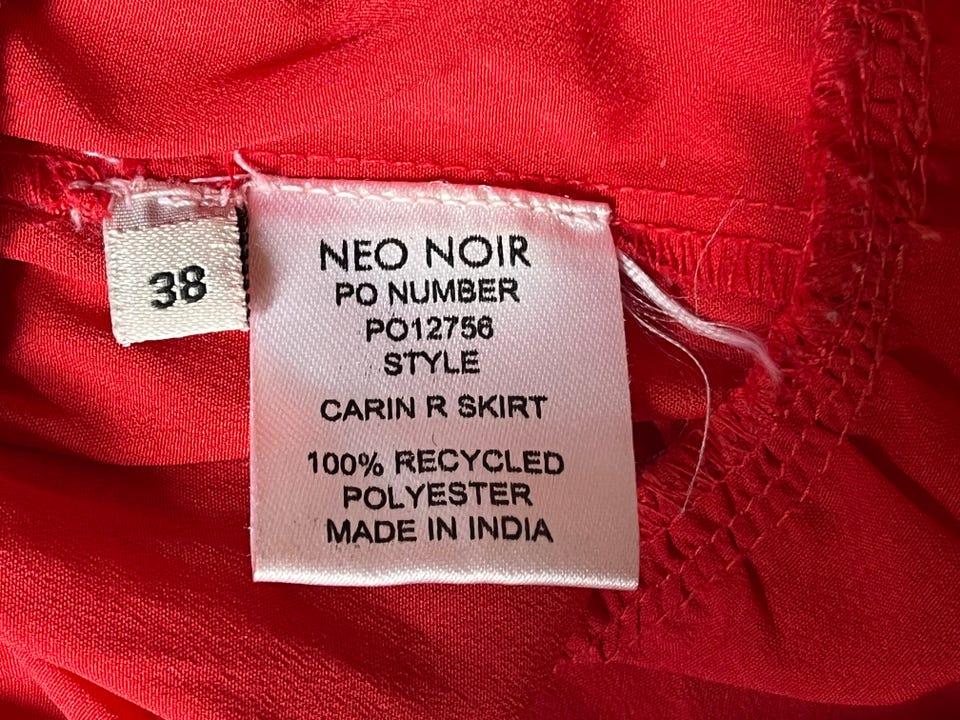 38
NEO NOIR
PO NUMBER
PO12756
STYLE
CARIN R SKIRT
100% RECYCLED
POLYESTER
MADE IN INDIA